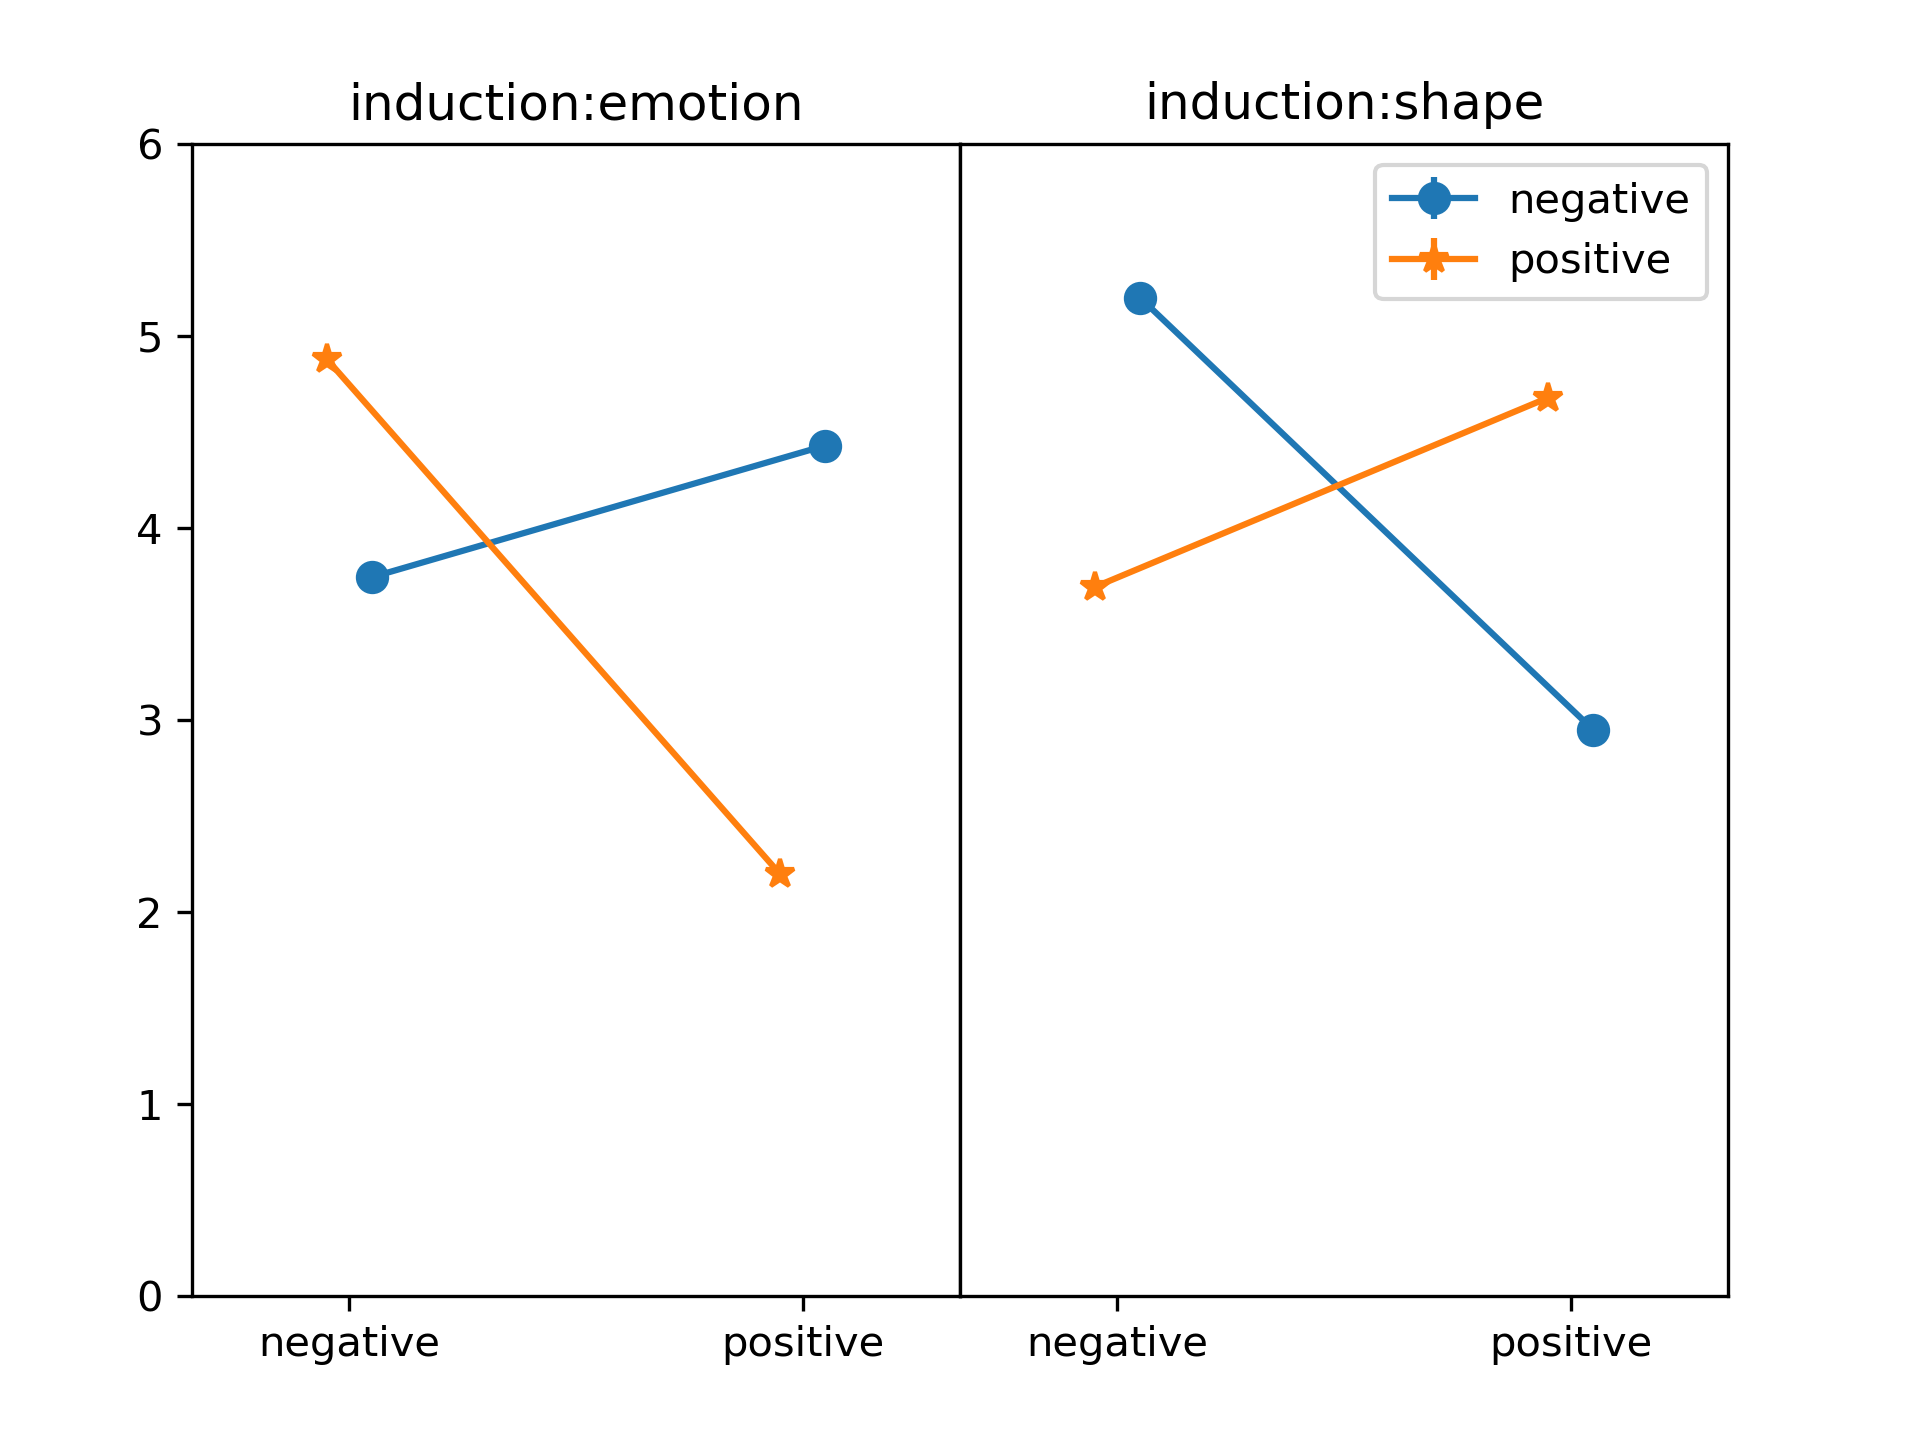 induction:emotion
induction:shape
negative
positive
6
5
4
3
2
1
0
negative
positive
negative
positive